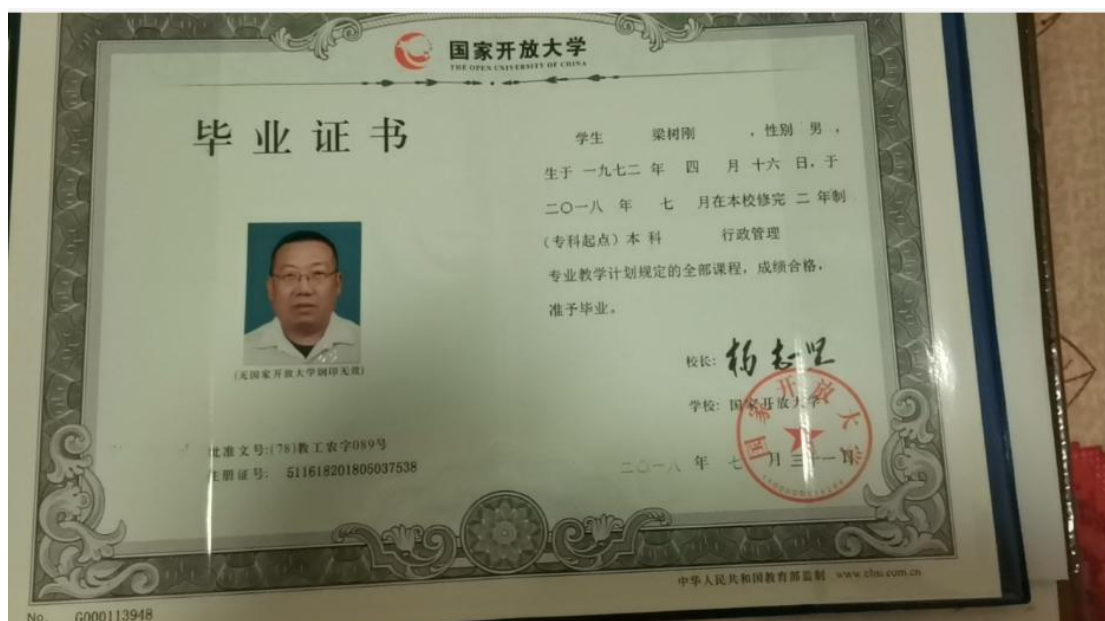 国家开放大学
THE OPEN UNIVERSITY OF CHINA
毕业证书
(无国家开放大学钢印无效)
批准文号:(78)教工农字089号
注册证号: 511618201805037538
学生 梁树刚 ,性别 男,
生于 一九七二 年 四 月 十六 日,于
二〇一八 年 七 月在本校修完 二 年制
(专科起点)本科 行政管理
专业教学计划规定的全部课程,成绩合格,
准予毕业。
校长:
学校: 国家开放大学
国家开放大学
二〇一八 年 七 月 三十一 日
中华人民共和国教育部监制 www.chsi.com.cn
No. G000113948